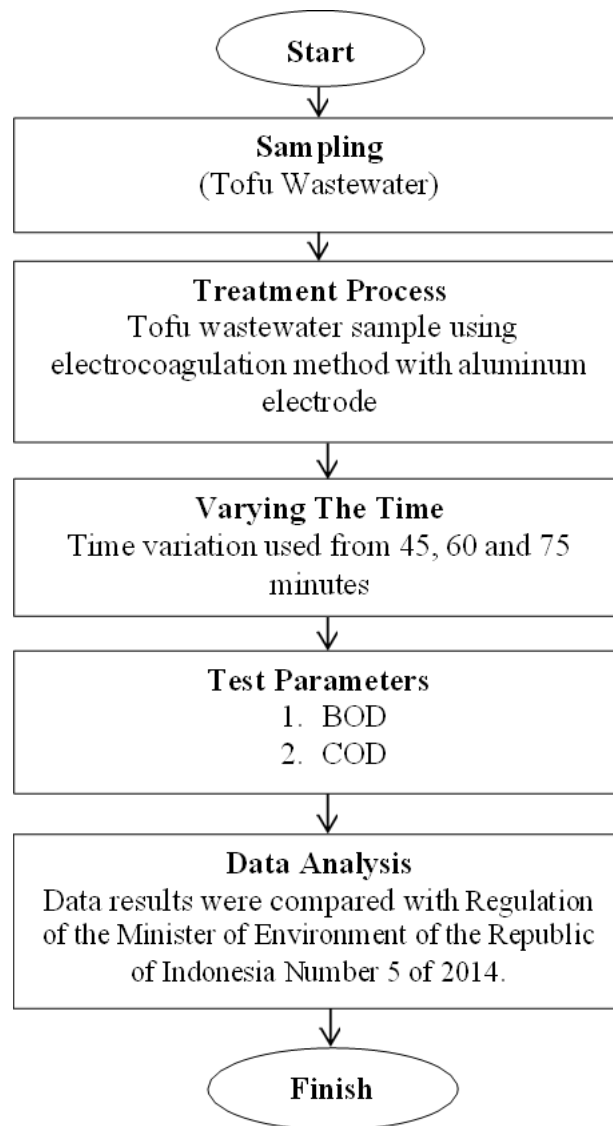 Start
Sampling
(Tofu Wastewater)
Treatment Process
Tofu wastewater sample using
electrocoagulation method with aluminum
electrode
Varying The Time
Time variation used from 45, 60 and 75
minutes
Test Parameters
1. BOD
2. COD
Data Analysis
Data results were compared with Regulation
of the Minister of Environment of the Republic
of Indonesia Number 5 of 2014.
Finish